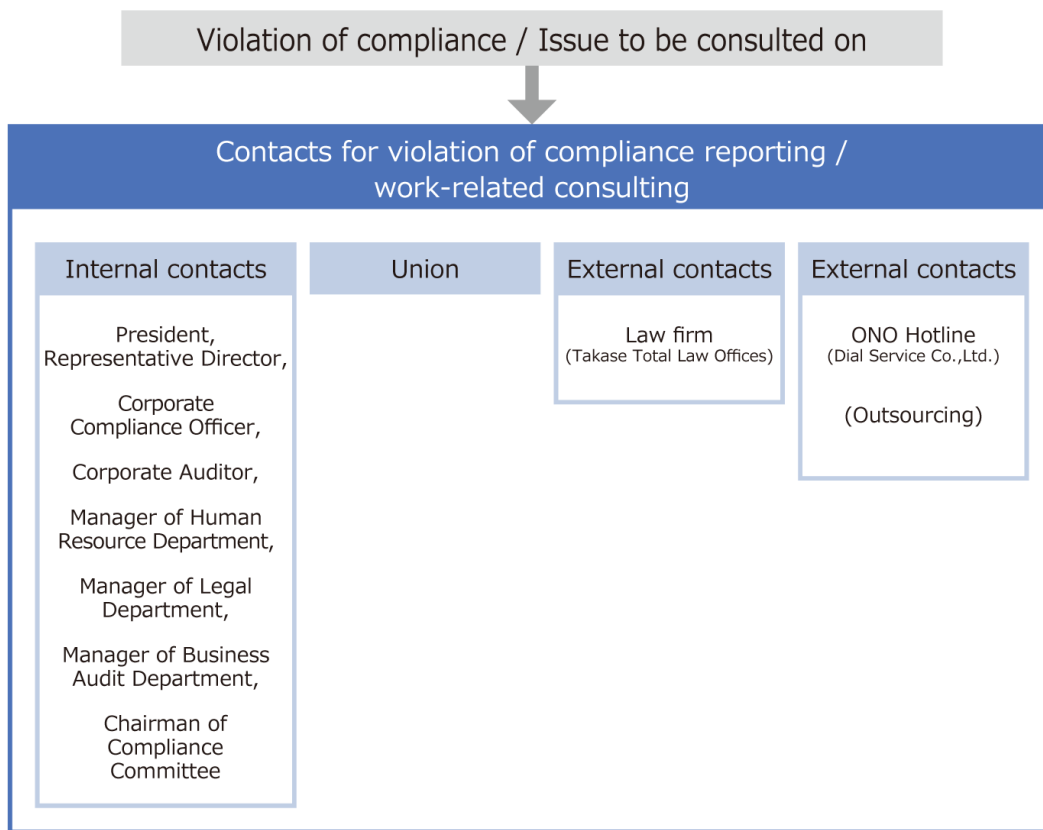 Violation of compliance / Issue to be consulted on
Contacts for violation of compliance reporting /
work-related consulting
Internal contacts
President,
Representative Director,
Corporate
Compliance Officer,
Corporate Auditor,
Manager of Human
Resource Department,
Manager of Legal
Department,
Manager of Business
Audit Department,
Chairman of
Compliance
Committee
Union
External contacts
Law firm
(Takase Total Law Offices)
External contacts
ONO Hotline
(Dial Service Co.,Ltd.)
(Outsourcing)